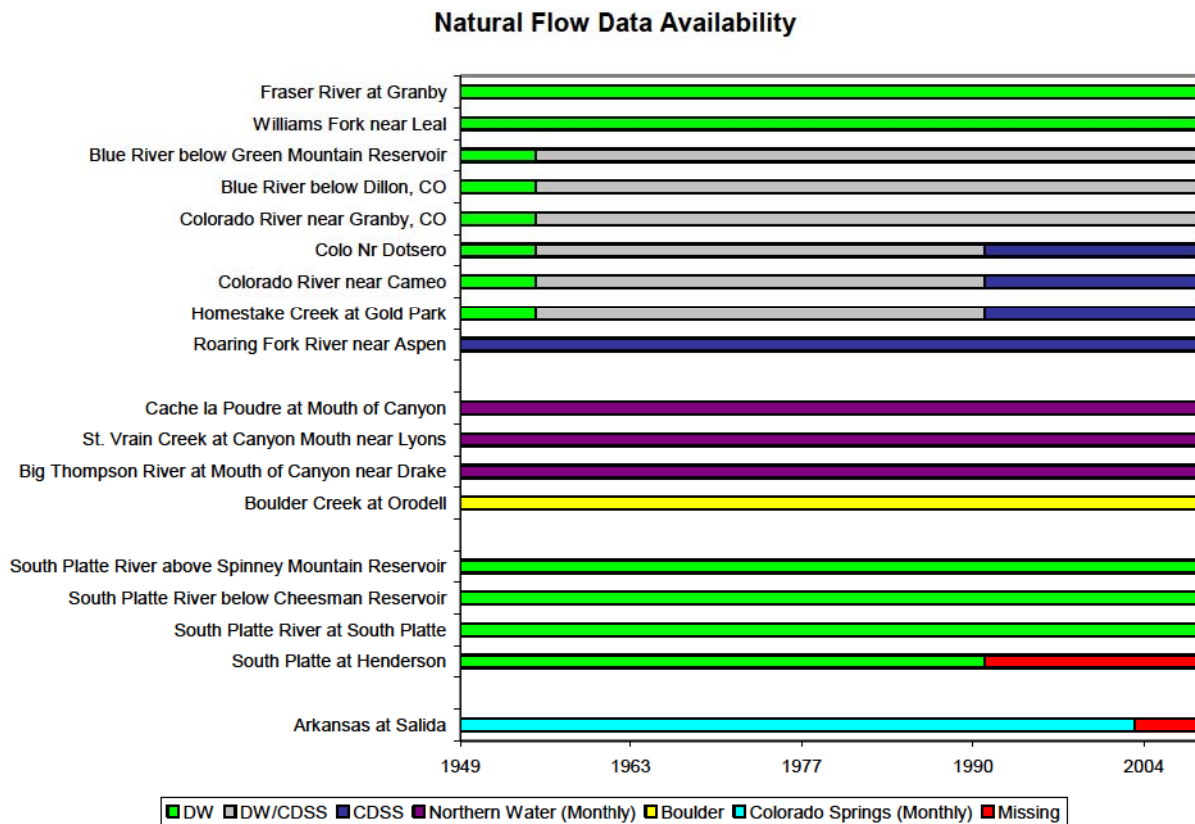 Natural Flow Data Availability
Fraser River at Granby
Williams Fork near Leal
Blue River below Green Mountain Reservoir
Blue River below Dillon, CO
Colorado River near Granby, CO
Colo Nr Dotsero
Colorado River near Cameo
Homestake Creek at Gold Park
Roaring Fork River near Aspen
Cache la Poudre at Mouth of Canyon
St. Vrain Creek at Canyon Mouth near Lyons
Big Thompson River at Mouth of Canyon near Drake
Boulder Creek at Orodell
South Platte River above Spinney Mountain Reservoir
South Platte River below Cheesman Reservoir
South Platte River at South Platte
South Platte at Henderson
Arkansas at Salida
1949 1963 1977 1990 2004
DW DW/CDSS CDSS Northern Water (Monthly) Boulder Colorado Springs (Monthly) Missing